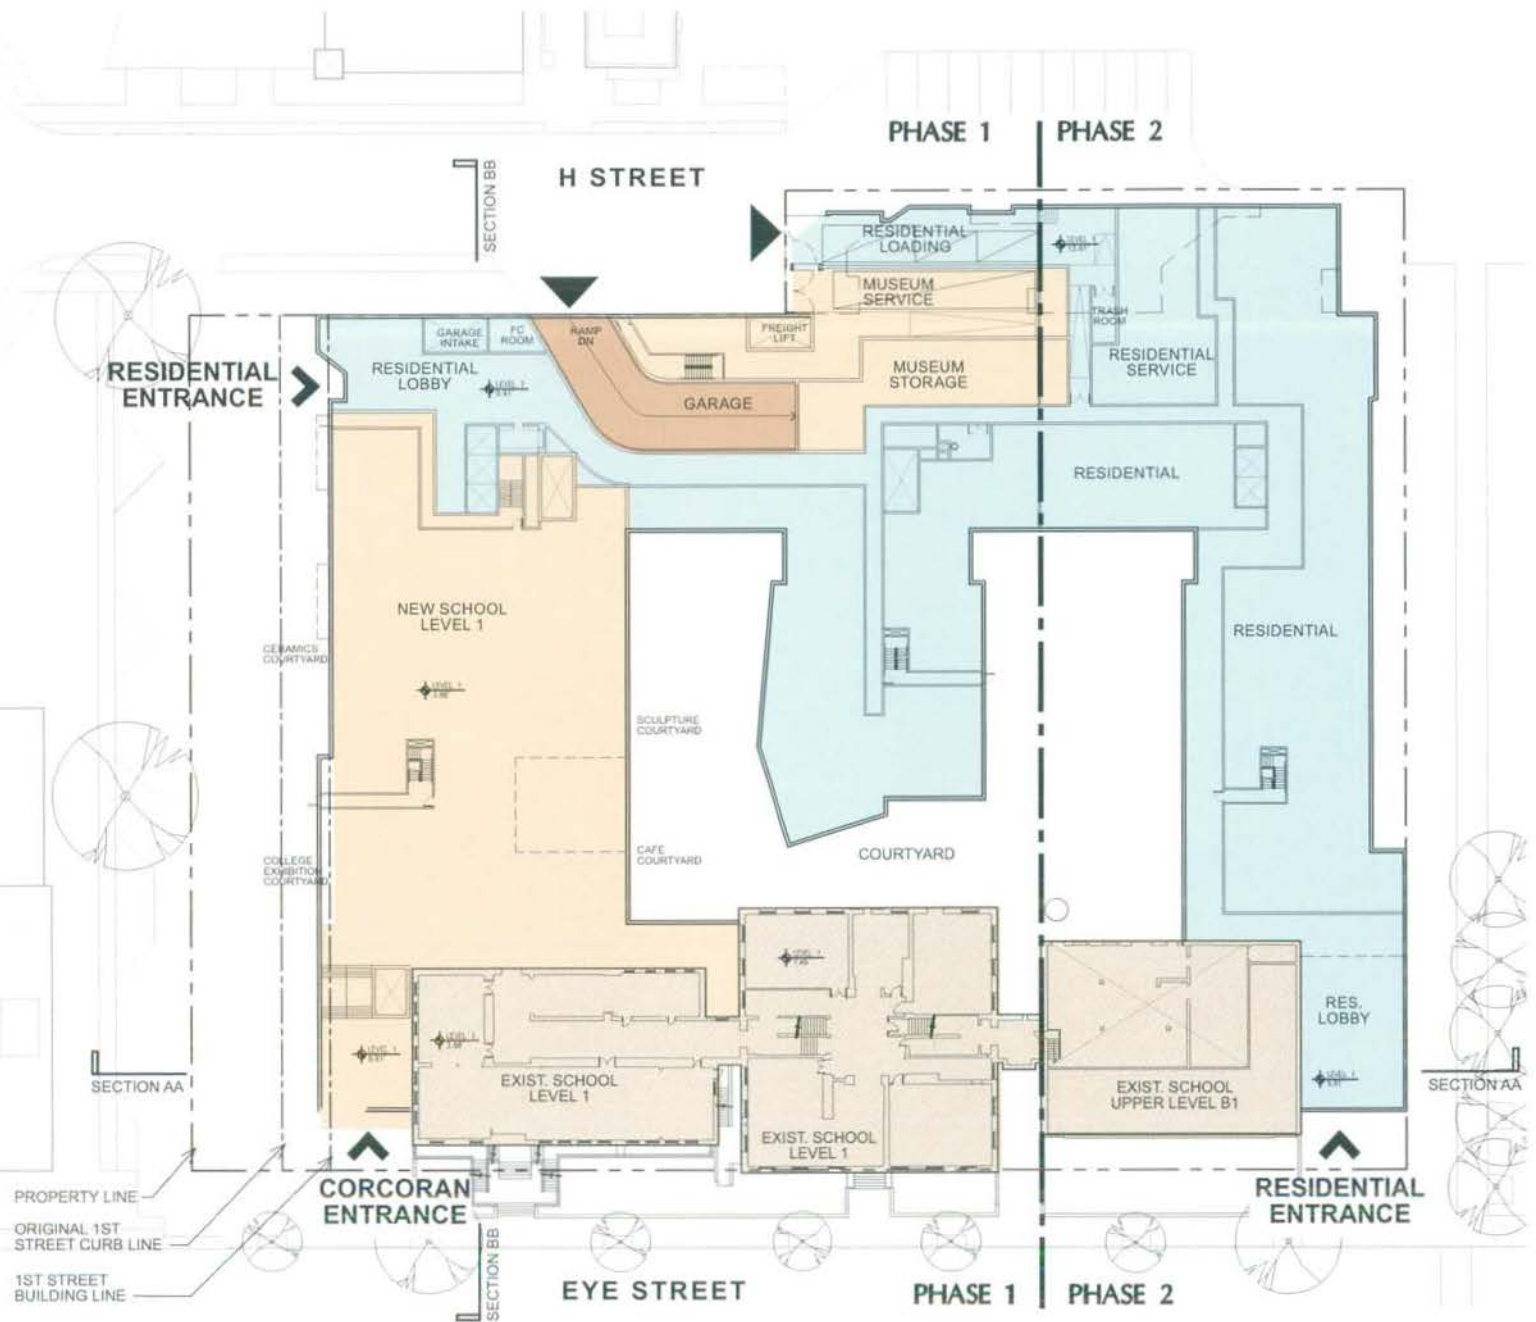 PHASE 1
PHASE 2
H STREET
SECTION BB
RESIDENTIAL
LOADING
MUSEUM
SERVICE
TRASH
ROOM
FREIGHT
LIFT
GARAGE
INTAKE
FC
ROOM
RAMP
DN
RESIDENTIAL
ENTRANCE
RESIDENTIAL
LOBBY
MUSEUM
STORAGE
RESIDENTIAL
SERVICE
GARAGE
RESIDENTIAL
NEW SCHOOL
LEVEL 1
RESIDENTIAL
CERAMICS
COURTYARD
LEVEL 1
SCULPTURE
COURTYARD
CAFE
COURTYARD
COURTYARD
COLLEGE
EXHIBITION
COURTYARD
RES.
LOBBY
SECTION AA
EXIST. SCHOOL
LEVEL 1
EXIST. SCHOOL
LEVEL 1
EXIST. SCHOOL
UPPER LEVEL B1
SECTION AA
PROPERTY LINE
ORIGINAL 1ST
STREET CURB LINE
1ST STREET
BUILDING LINE
CORCORAN
ENTRANCE
RESIDENTIAL
ENTRANCE
SECTION BB
EYE STREET
PHASE 1
PHASE 2